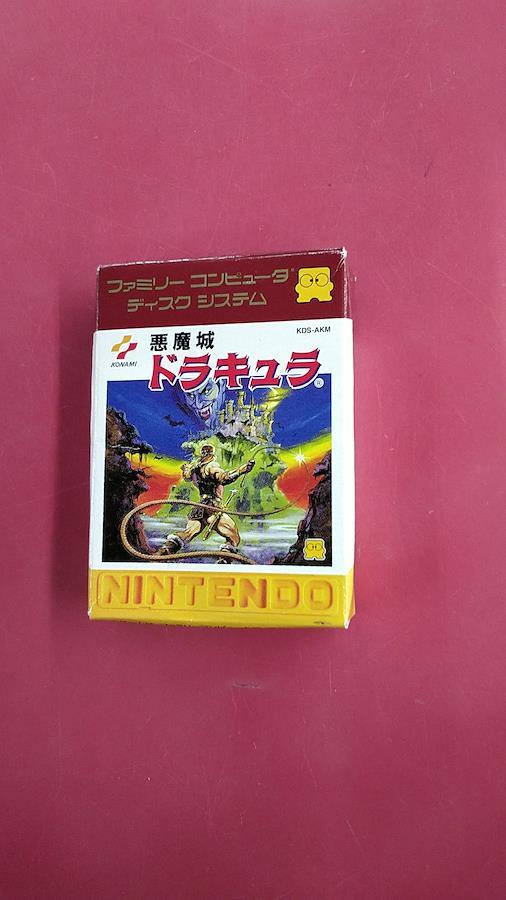 ファミリー コンピュータ
ディスク システム
KDS-AKM
KONAMI
悪魔城
ドラキュラ®
NINTENDO